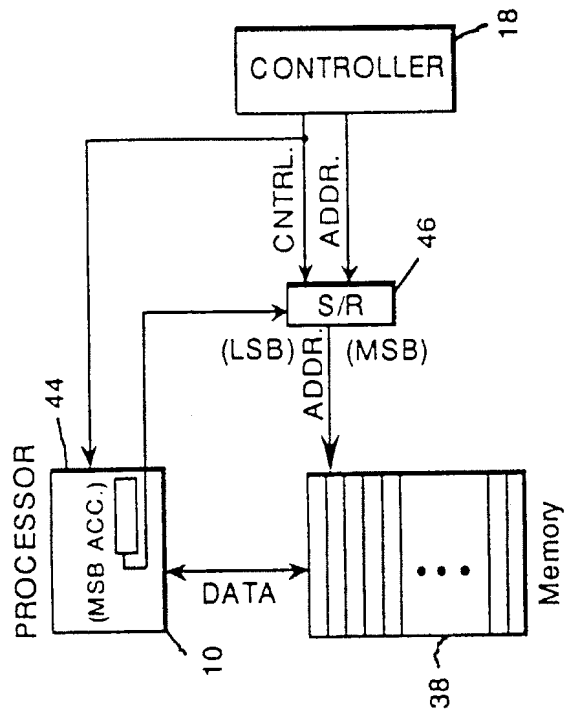 PROCESSOR
44
(MSB ACC.)
10
DATA
38
Memory
ADDR.
(LSB)
(MSB)
S/R
46
CNTRL.
ADDR.
CONTROLLER
18